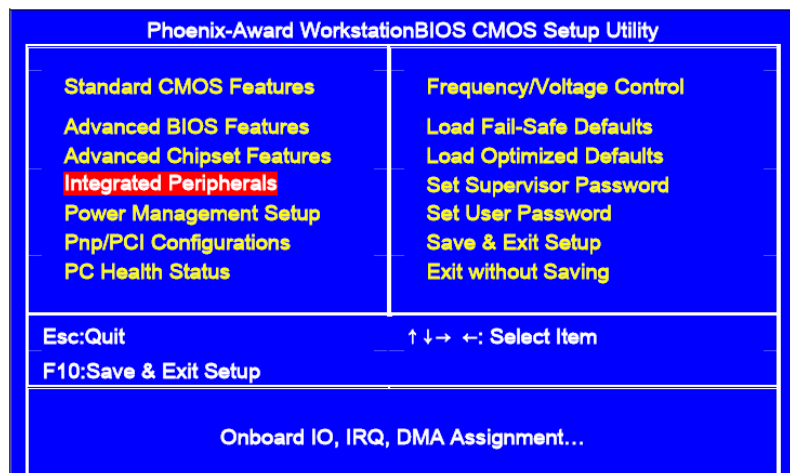 Phoenix-Award WorkstationBIOS CMOS Setup Utility
Standard CMOS Features
Advanced BIOS Features
Advanced Chipset Features
Integrated Peripherals
Power Management Setup
Pnp/PCI Configurations
PC Health Status
Frequency/Voltage Control
Load Fail-Safe Defaults
Load Optimized Defaults
Set Supervisor Password
Set User Password
Save & Exit Setup
Exit without Saving
Esc:Quit
↑↓→ ←: Select Item
F10:Save & Exit Setup
Onboard IO, IRQ, DMA Assignment…